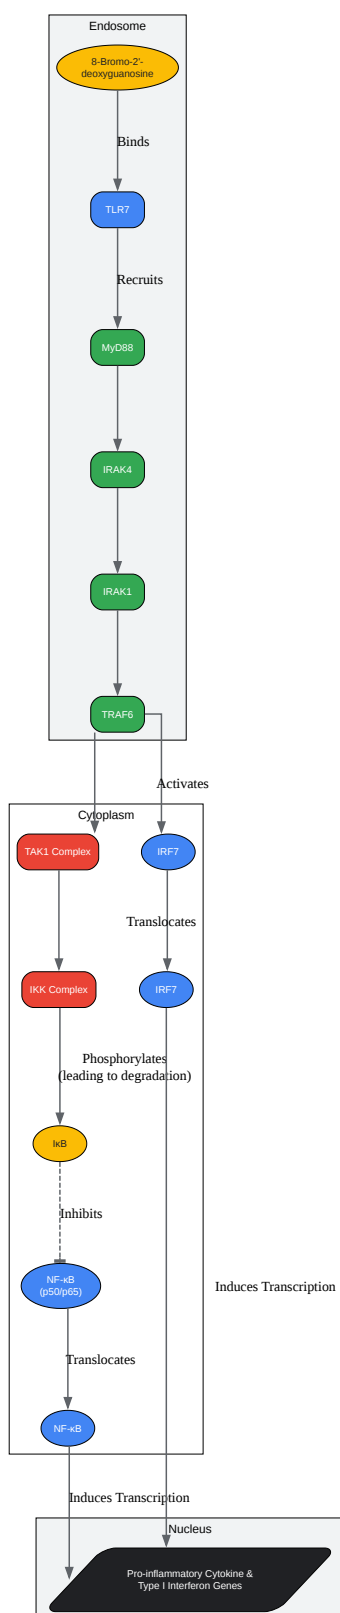 Endosome
8-Bromo-2'-
deoxyguanosine
Binds
TLR7
Recruits
MyD88
IRAK4
IRAK1
TRAF6
Activates
Cytoplasm
TAK1 Complex
IRF7
Translocates
IKK Complex
IRF7
Phosphorylates
(leading to degradation)
IκB
Inhibits
NF-κB
(p50/p65)
Induces Transcription
Translocates
NF-κB
Induces Transcription
Nucleus
Pro-inflammatory Cytokine &
Type I Interferon Genes